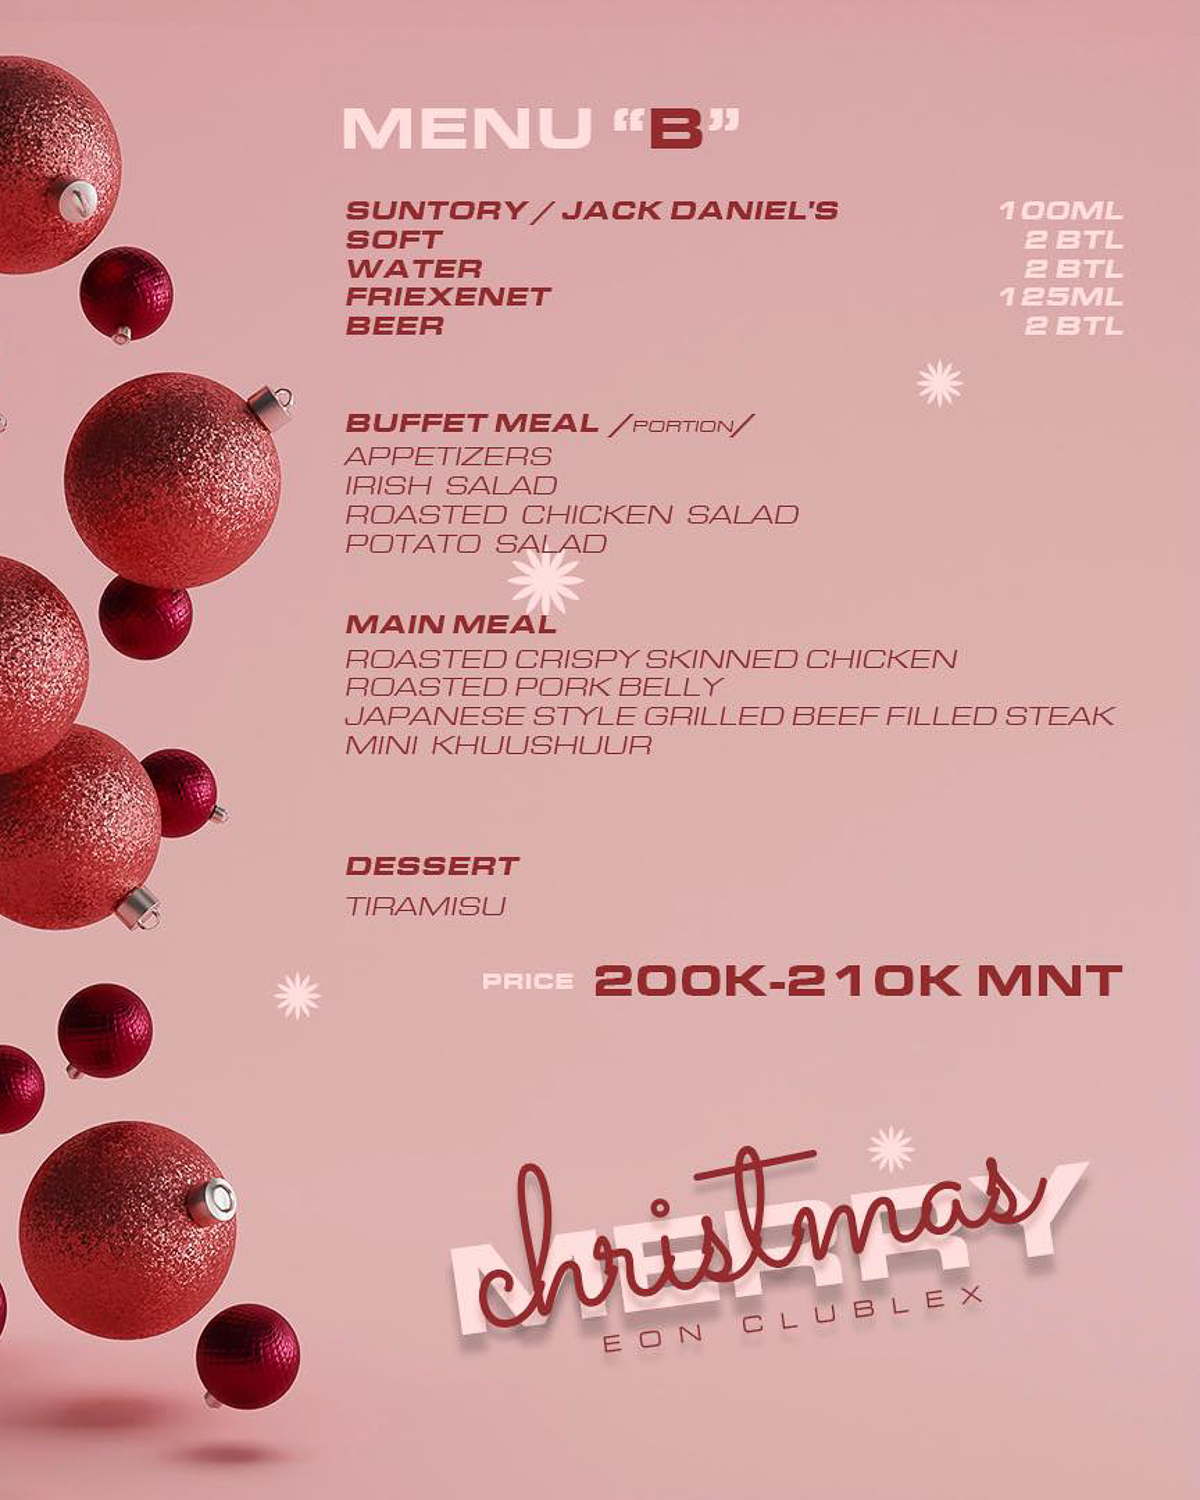 MENU “B”
SUNTORY / JACK DANIEL'S 100ML
SOFT 2 BTL
WATER 2 BTL
FRIEXENET 125ML
BEER 2 BTL
BUFFET MEAL /PORTION/
APPETIZERS
IRISH SALAD
ROASTED CHICKEN SALAD
POTATO SALAD
MAIN MEAL
ROASTED CRISPY SKINNED CHICKEN
ROASTED PORK BELLY
JAPANESE STYLE GRILLED BEEF FILLED STEAK
MINI KHUUSHUUR
DESSERT
TIRAMISU
PRICE 200K-210K MNT
MERRY
christmas
EON CLUBLEX